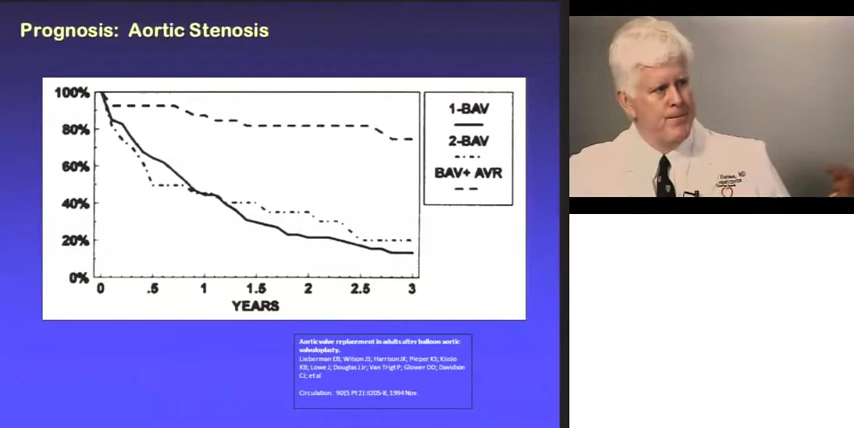 Prognosis: Aortic Stenosis
100%
80%
60%
40%
20%
0%
0 .5 1 1.5 2 2.5 3
YEARS
1-BAV
2-BAV
BAV+ AVR
Aortic valve replaement in adults after balloon aortic
valvuloplasty.
Lieberman EB; Wilson JS; Harrison JK; Pieper KS; Kisslo
KB; Lowe J; Douglas J Jr; Van Trigt P; Glower DD; Davidson
CJ; et al
Circulation. 90(5 Pt 2):II205-8, 1994 Nov.
MD